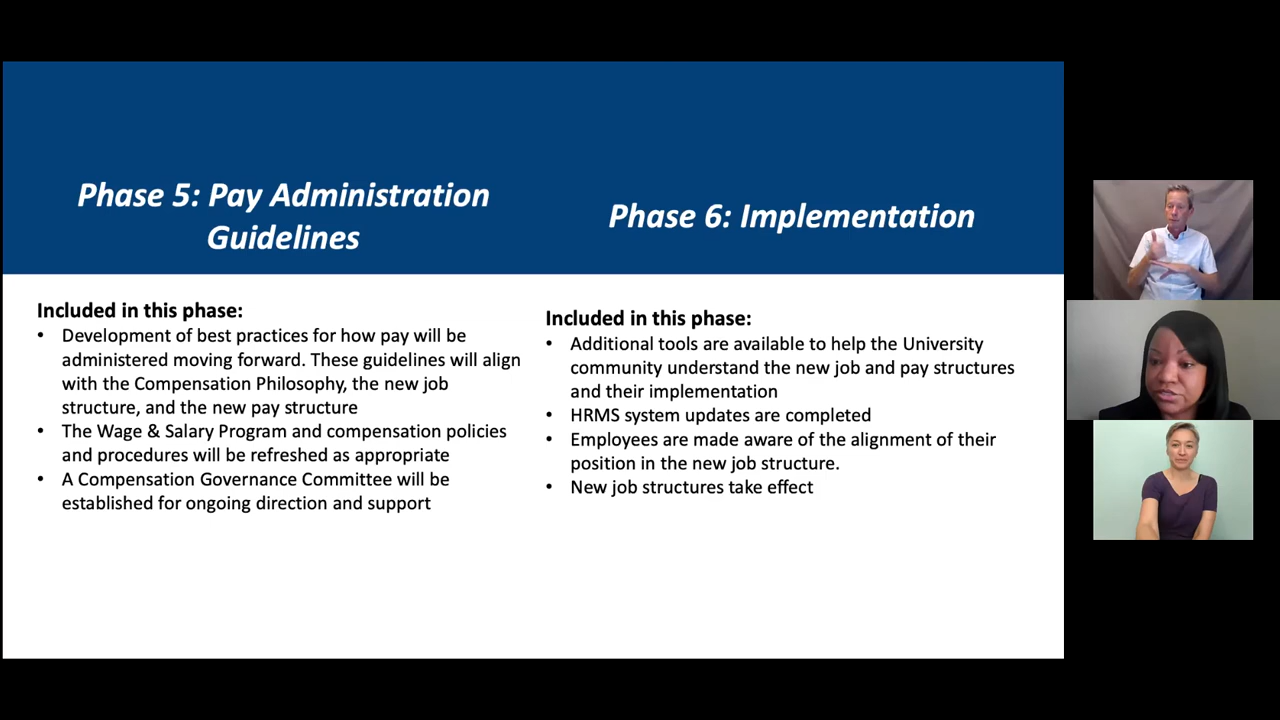 Phase 5: Pay Administration
Guidelines
Included in this phase:
• Development of best practices for how pay will be
administered moving forward. These guidelines will align
with the Compensation Philosophy, the new job
structure, and the new pay structure
• The Wage & Salary Program and compensation policies
and procedures will be refreshed as appropriate
• A Compensation Governance Committee will be
established for ongoing direction and support
Phase 6: Implementation
Included in this phase:
• Additional tools are available to help the University
community understand the new job and pay structures
and their implementation
• HRMS system updates are completed
• Employees are made aware of the alignment of their
position in the new job structure.
• New job structures take effect